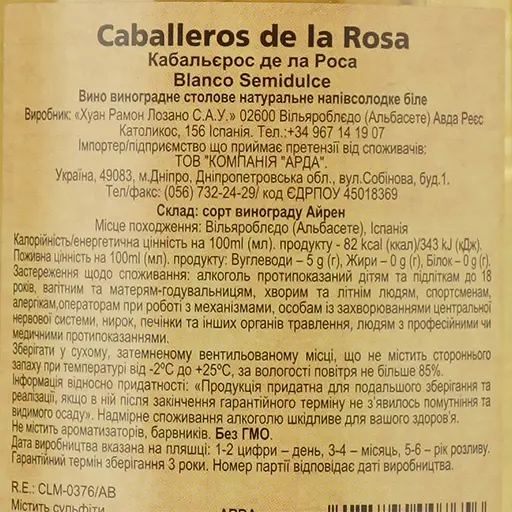 Caballeros de la Rosa
Кабальєрос де ла Роса
Blanco Semidulce
Вино виноградне столове натуральне напівсолодке біле
Виробник: «Хуан Рамон Лозано С.А.У.» 02600 Вільяроблєдо (Альбасете) Авда Реєс
Католикос, 156 Іспанія. Тел.:+34 967 14 19 07
Імпортер/підприємство що приймає претензії від споживачів:
ТОВ "КОМПАНІЯ "АРДА".
Україна, 49083, м.Дніпро, Дніпропетровська обл., вул.Собінова, буд.1.
Тел/факс: (056) 732-24-29/ код ЄДРПОУ 45018369
Склад: сорт винограду Айрен
Місце походження: Вільяроблєдо (Альбасете), Іспанія
Калорійність/енергетична цінність на 100ml (мл). продукту - 82 kcal (ккал)/343 kJ (кДж).
Поживна цінність на 100ml (мл). продукту: Вуглеводи – 5 g (г), Жири – 0 g (г), Білок – 0 g (г).
Застереження щодо споживання: алкоголь протипоказаний дітям та підліткам до 18
років, вагітним та матерям-годувальницям, хворим та літнім людям, спортсменам,
алергікам,операторам при роботі з механізмами, особам із захворюваннями центральної
нервової системи, нирок, печінки та інших органів травлення, людям з професійними чи
медичними протипоказаннями.
Зберігати у сухому, затемненому вентильованому місці, що не містить стороннього
запаху при температурі від -2ºС до +25ºС, за вологості повітря не більше 85%.
Інформація відносно придатності: «Продукція придатна для подальшого зберігання та
реалізації, якщо в ній після закінчення гарантійного терміну не з'явилось помутніння та
видимого осаду». Надмірне споживання алкоголю шкідливе для вашого здоров'я.
Не містить ароматизаторів, барвників. Без ГМО.
Дата виробництва вказана на пляшці: 1-2 цифри – день, 3-4 – місяць, 5-6 – рік розливу.
Гарантійний термін зберігання 3 роки. Номер партії відповідає даті виробництва.
R.E.: CLM-0376/AB
Містить сульфіти
АРДА